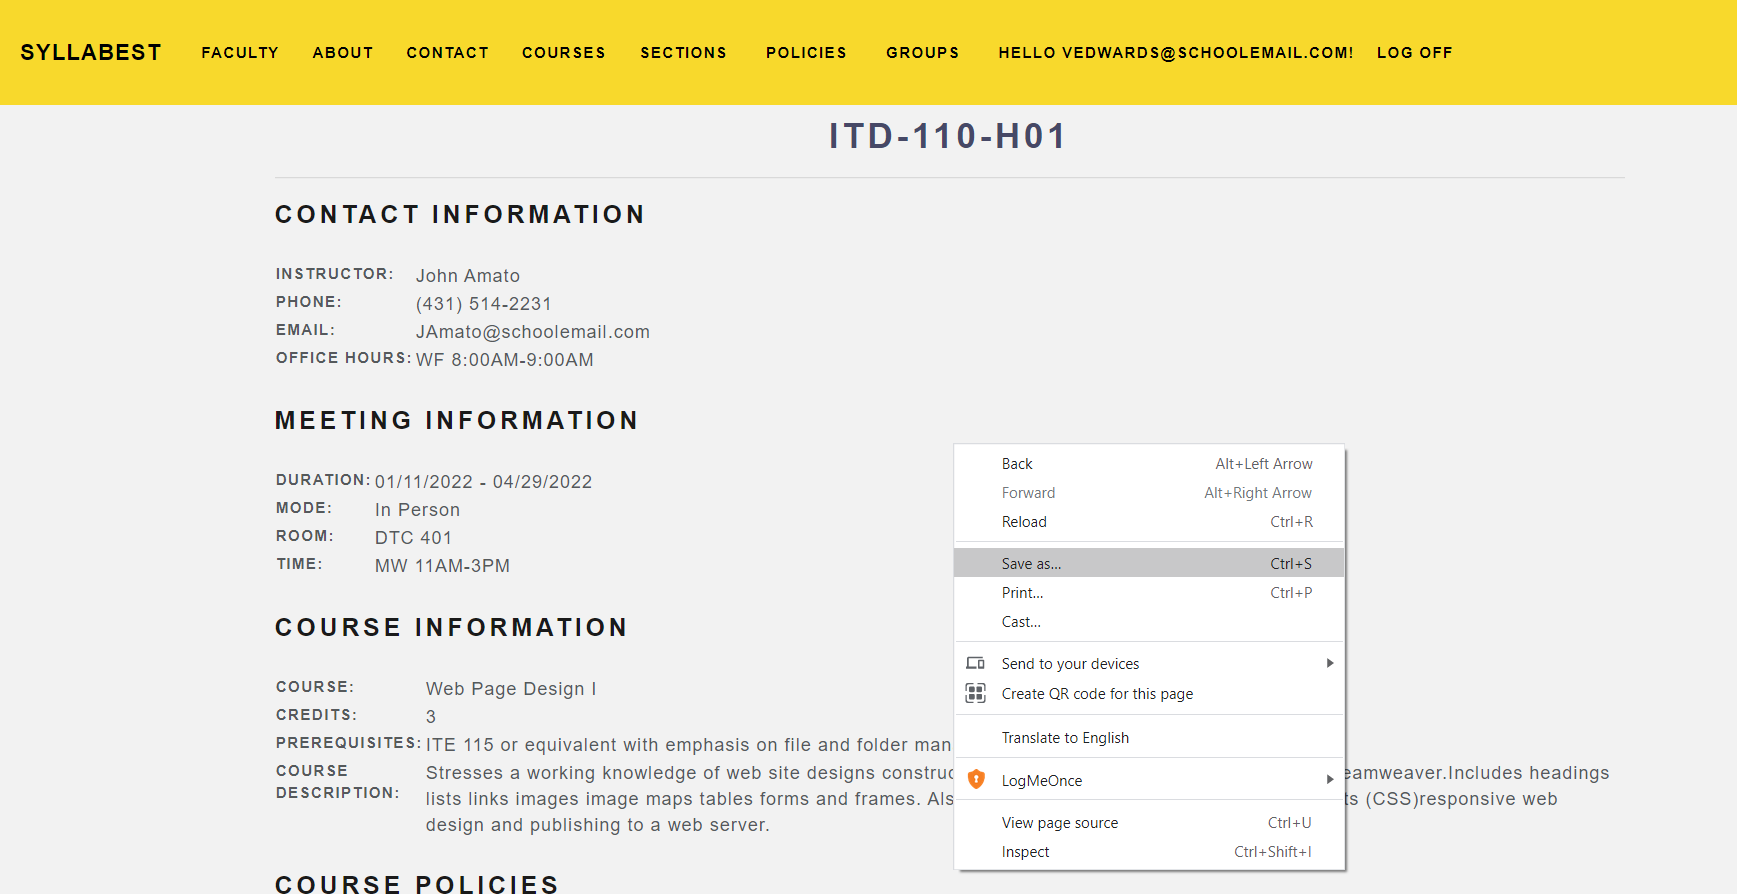 SYLLABEST FACULTY ABOUT CONTACT COURSES SECTIONS POLICIES GROUPS HELLO VEDWARDS@SCHOOLEMAIL.COM! LOG OFF
ITD-110-H01
CONTACT INFORMATION
INSTRUCTOR: John Amato
PHONE: (431) 514-2231
EMAIL: JAmato@schoolemail.com
OFFICE HOURS: WF 8:00AM-9:00AM
MEETING INFORMATION
DURATION: 01/11/2022 - 04/29/2022
MODE: In Person
ROOM: DTC 401
TIME: MW 11AM-3PM
COURSE INFORMATION
COURSE: Web Page Design I
CREDITS: 3
PREREQUISITES: ITE 115 or equivalent with emphasis on file and folder man
COURSE DESCRIPTION: Stresses a working knowledge of web site designs construc eamweaver.Includes headings
lists links images image maps tables forms and frames. Als ts (CSS)responsive web
design and publishing to a web server.
COURSE POLICIES
Back Alt+Left Arrow
Forward Alt+Right Arrow
Reload Ctrl+R
Save as... Ctrl+S
Print... Ctrl+P
Cast...
Send to your devices
Create QR code for this page
Translate to English
LogMeOnce
View page source Ctrl+U
Inspect Ctrl+Shift+I